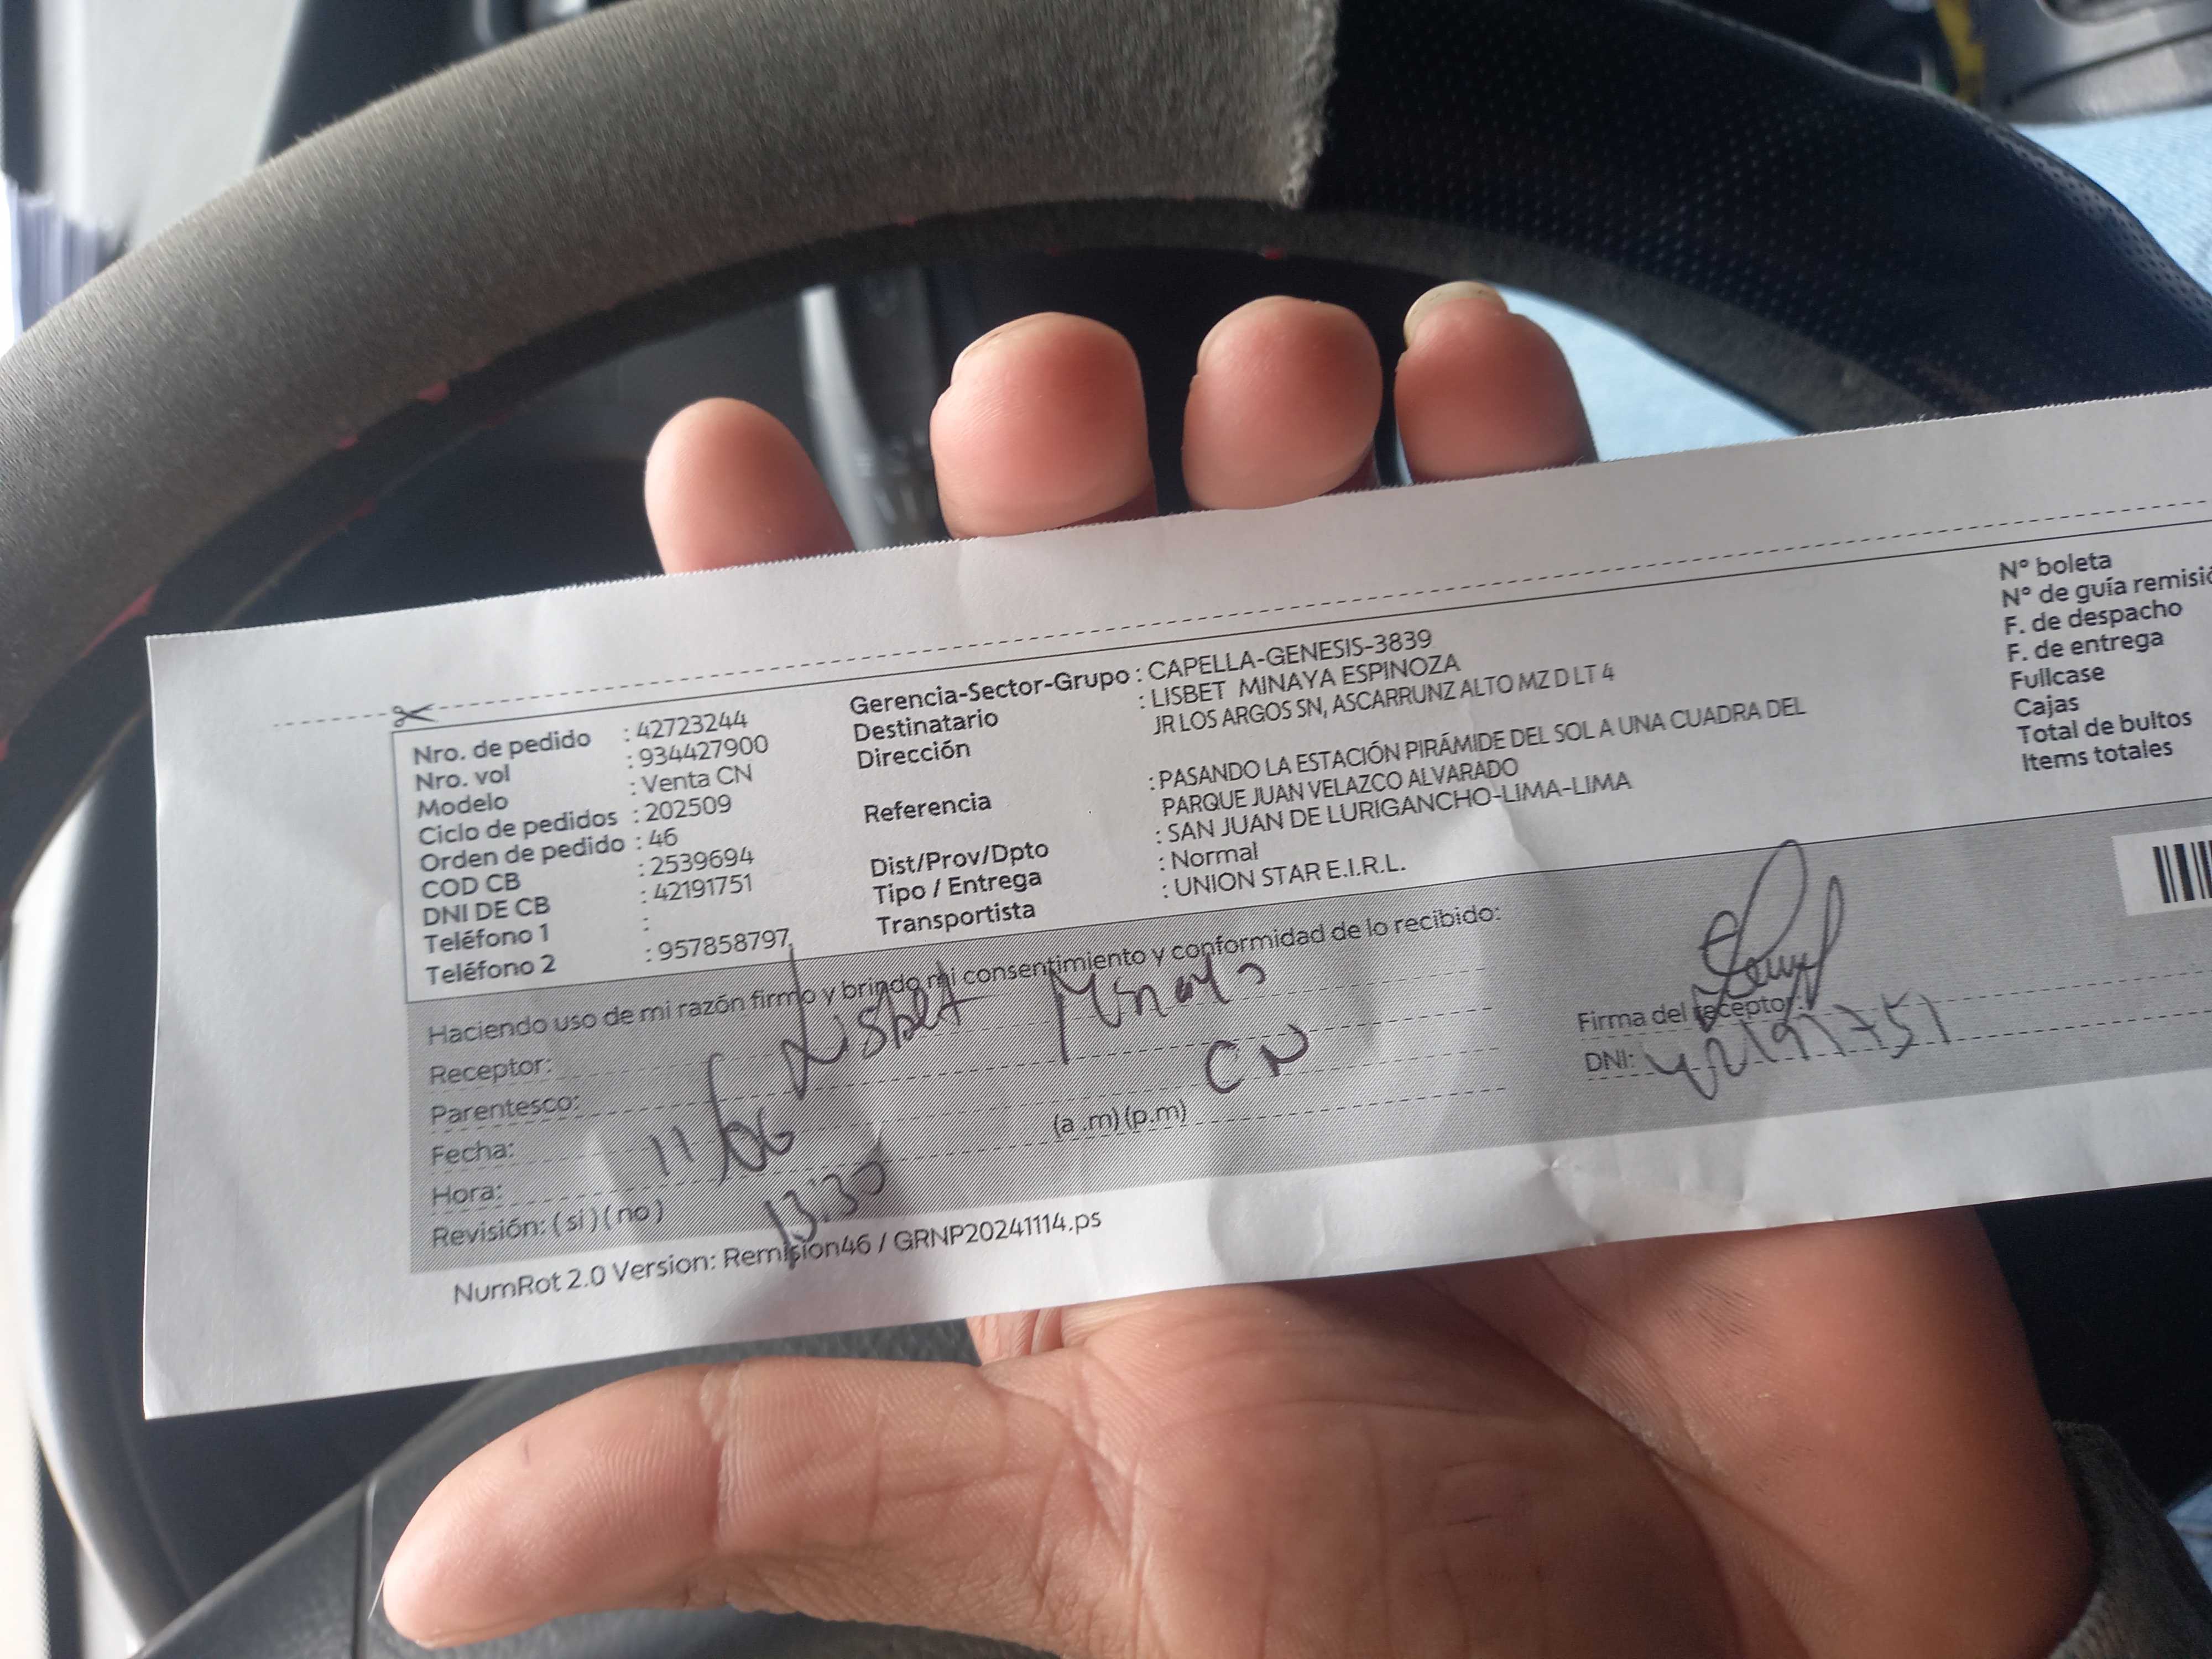 Nro. de pedido : 42723244
Nro. vol : 934427900
Modelo : Venta CN
Ciclo de pedidos : 202509
Orden de pedido : 46
COD CB : 2539694
DNI DE CB : 42191751
Teléfono 1 :
Teléfono 2 : 957858797
Gerencia-Sector-Grupo : CAPELLA-GENESIS-3839
Destinatario : LISBET MINAYA ESPINOZA
Dirección JR LOS ARGOS SN, ASCARRUNZ ALTO MZ D LT 4
Referencia : PASANDO LA ESTACIÓN PIRÁMIDE DEL SOL A UNA CUADRA DEL
PARQUE JUAN VELAZCO ALVARADO
Dist/Prov/Dpto : SAN JUAN DE LURIGANCHO-LIMA-LIMA
Tipo / Entrega : Normal
Transportista : UNION STAR E.I.R.L.
N° boleta
N° de guía remisió
F. de despacho
F. de entrega
Fullcase
Cajas
Total de bultos
Items totales
Haciendo uso de mi razón firmo y brindo mi consentimiento y conformidad de lo recibido:
Receptor: Lisbet Minaya
Parentesco: CN
Fecha: 11/06
Hora: 13:30 (a .m) (p.m)
Revisión: ( si ) ( no )
Firma del receptor:
DNI: 42191751
NumRot 2.0 Version: Remision46 / GRNP20241114.ps